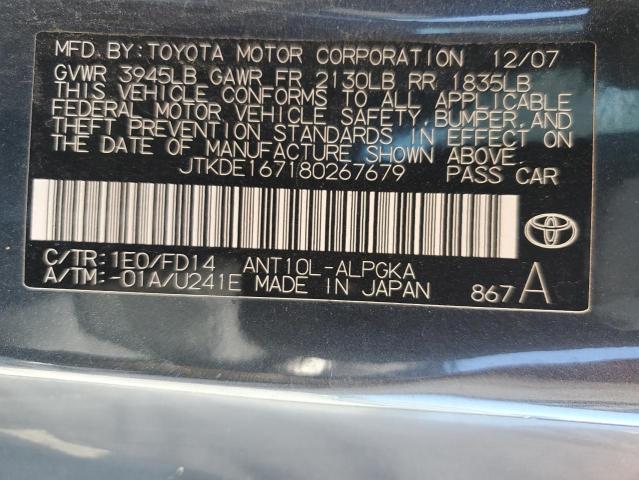 MFD. BY: TOYOTA MOTOR CORPORATION 12/07
GVWR 3945LB GAWR FR 2130LB RR 1835LB
THIS VEHICLE CONFORMS TO ALL APPLICABLE
FEDERAL MOTOR VEHICLE SAFETY, BUMPER, AND
THEFT PREVENTION STANDARDS IN EFFECT ON
THE DATE OF MANUFACTURE SHOWN ABOVE.
JTKDE167180267679 PASS CAR
C/TR: 1E0/FD14 ANT10L-ALPGKA
A/TM: -01A/U241E MADE IN JAPAN 867 A